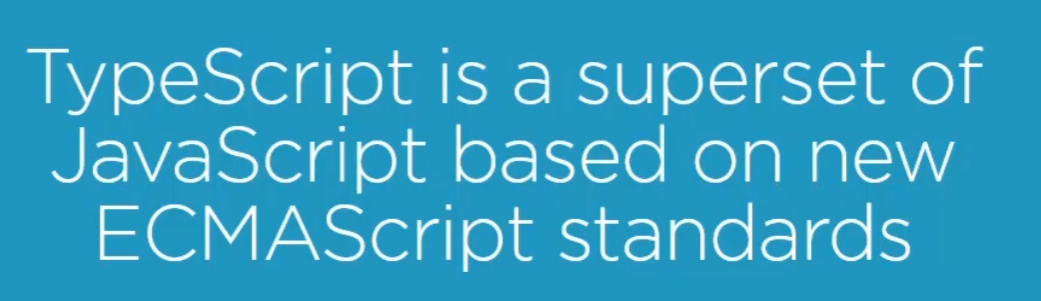 TypeScript is a superset of
JavaScript based on new
ECMAScript standards